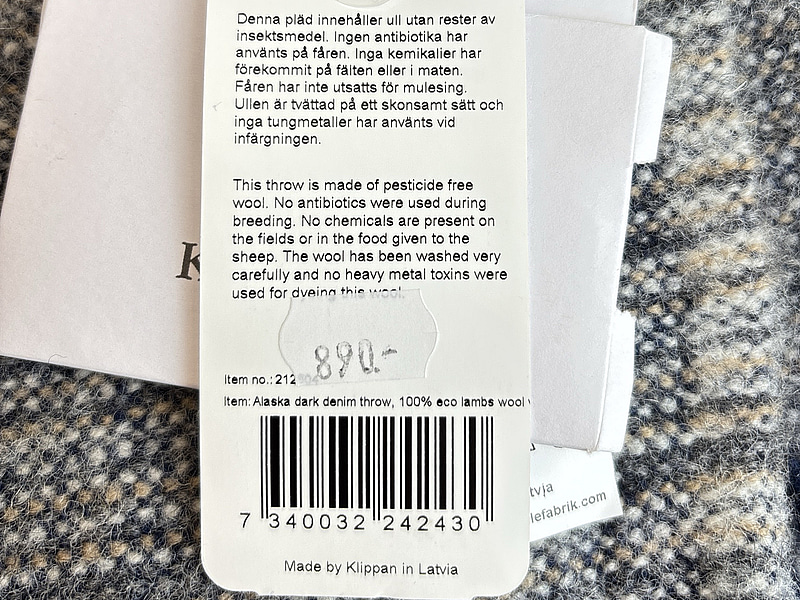 Denna pläd innehåller ull utan rester av
insektsmedel. Ingen antibiotika har
använts på fåren. Inga kemikalier har
förekommit på fälten eller i maten.
Fåren har inte utsatts för mulesing.
Ullen är tvättad på ett skonsamt sätt och
inga tungmetaller har använts vid
infärgningen.
This throw is made of pesticide free
wool. No antibiotics were used during
breeding. No chemicals are present on
the fields or in the food given to the
sheep. The wool has been washed very
carefully and no heavy metal toxins were
used for dyeing this wool.
890.-
Item no.: 212
Item: Alaska dark denim throw, 100% eco lambs wool
7 340032 242430
Made by Klippan in Latvia
K
tvja
lefabrik.com